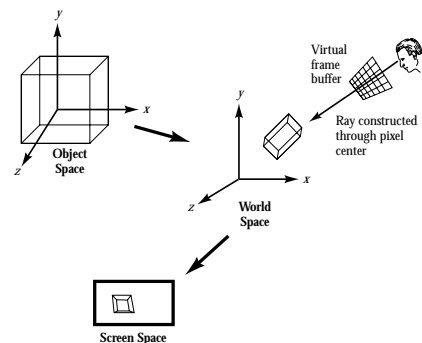 y
x
z
Object
Space
Virtual
frame
buffer
Ray constructed
through pixel
center
y
x
z
World
Space
Screen Space